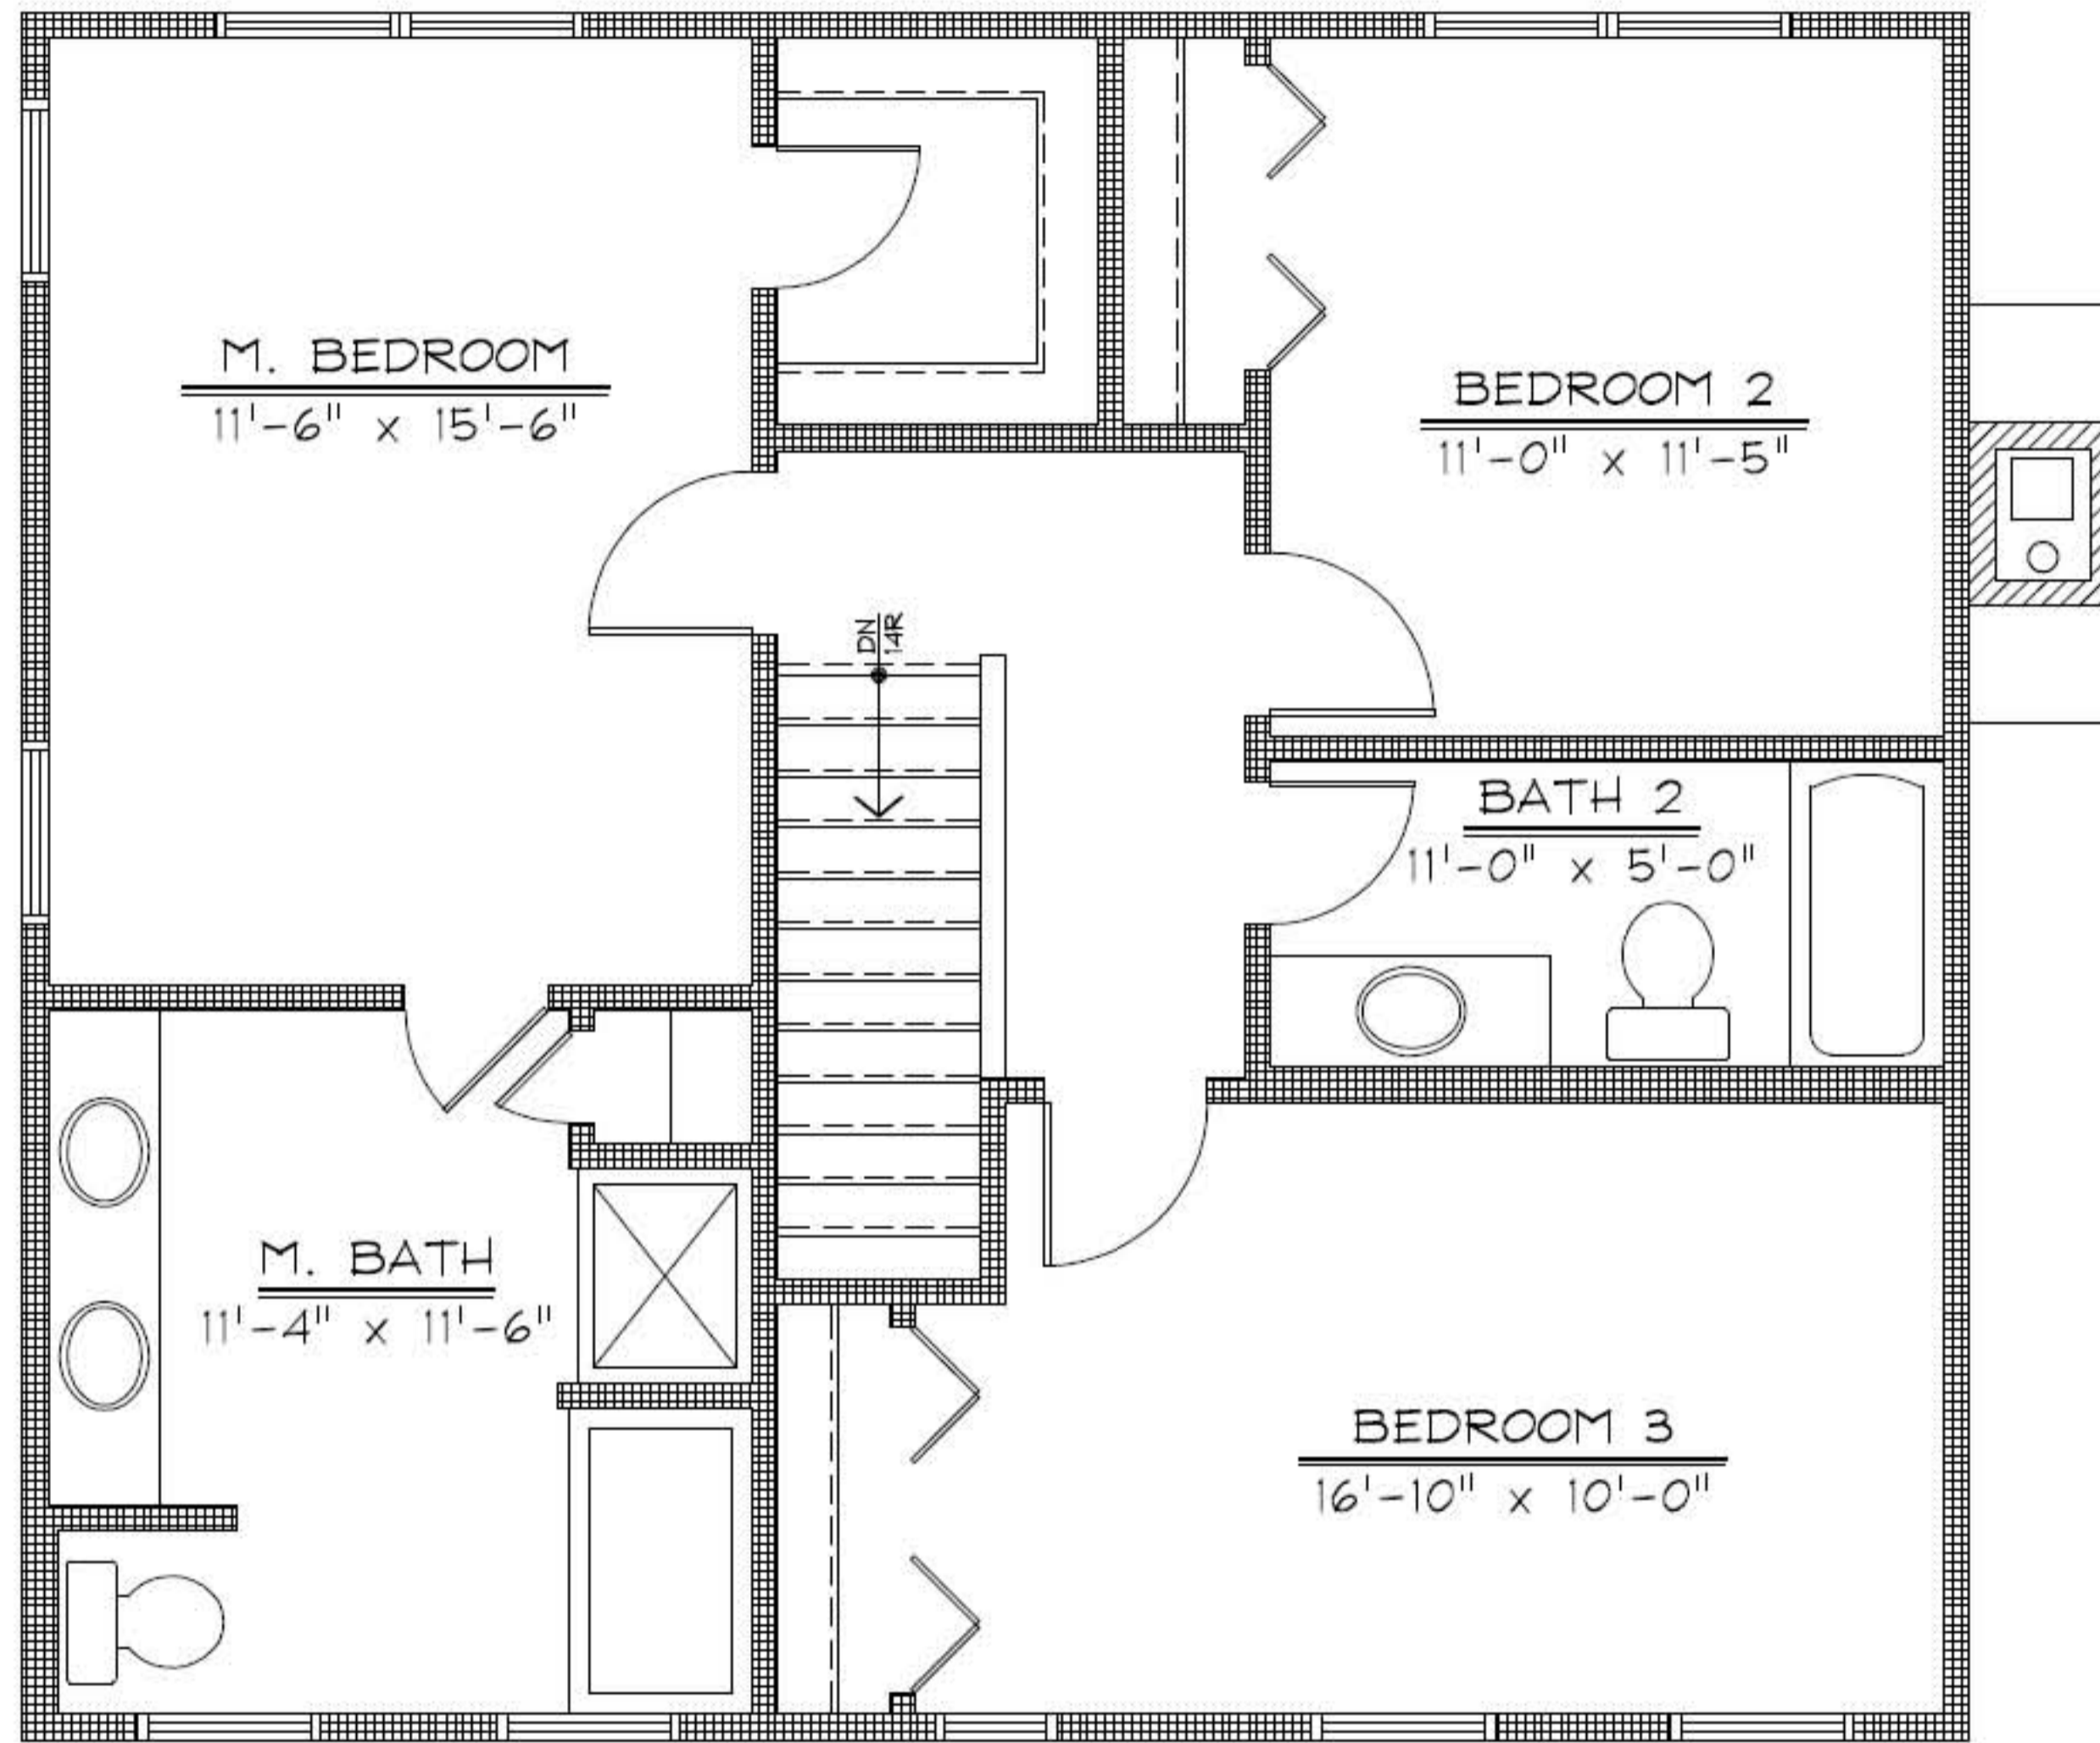 M. BEDROOM
11'-6" x 15'-6"
BEDROOM 2
11'-0" x 11'-5"
DN
14R
BATH 2
11'-0" x 5'-0"
M. BATH
11'-4" x 11'-6"
BEDROOM 3
16'-10" x 10'-0"